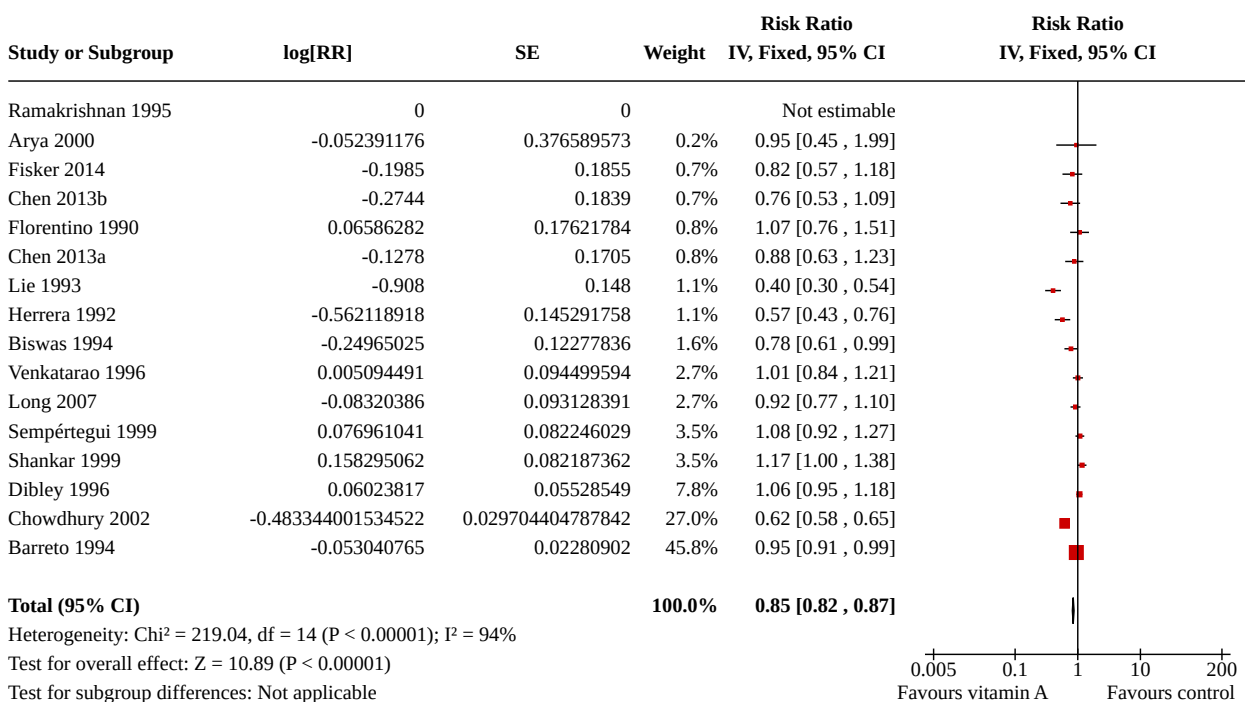 Risk Ratio Risk Ratio
Study or Subgroup log[RR] SE Weight IV, Fixed, 95% CI IV, Fixed, 95% CI
Ramakrishnan 1995 0 0 Not estimable
Arya 2000 -0.052391176 0.376589573 0.2% 0.95 [0.45 , 1.99]
Fisker 2014 -0.1985 0.1855 0.7% 0.82 [0.57 , 1.18]
Chen 2013b -0.2744 0.1839 0.7% 0.76 [0.53 , 1.09]
Florentino 1990 0.06586282 0.17621784 0.8% 1.07 [0.76 , 1.51]
Chen 2013a -0.1278 0.1705 0.8% 0.88 [0.63 , 1.23]
Lie 1993 -0.908 0.148 1.1% 0.40 [0.30 , 0.54]
Herrera 1992 -0.562118918 0.145291758 1.1% 0.57 [0.43 , 0.76]
Biswas 1994 -0.24965025 0.12277836 1.6% 0.78 [0.61 , 0.99]
Venkatarao 1996 0.005094491 0.094499594 2.7% 1.01 [0.84 , 1.21]
Long 2007 -0.08320386 0.093128391 2.7% 0.92 [0.77 , 1.10]
Sempértegui 1999 0.076961041 0.082246029 3.5% 1.08 [0.92 , 1.27]
Shankar 1999 0.158295062 0.082187362 3.5% 1.17 [1.00 , 1.38]
Dibley 1996 0.06023817 0.05528549 7.8% 1.06 [0.95 , 1.18]
Chowdhury 2002 -0.483344001534522 0.029704404787842 27.0% 0.62 [0.58 , 0.65]
Barreto 1994 -0.053040765 0.02280902 45.8% 0.95 [0.91 , 0.99]
Total (95% CI) 100.0% 0.85 [0.82 , 0.87]
Heterogeneity: Chi² = 219.04, df = 14 (P < 0.00001); I² = 94%
Test for overall effect: Z = 10.89 (P < 0.00001)
0.005 0.1 1 10 200
Test for subgroup differences: Not applicable Favours vitamin A Favours control